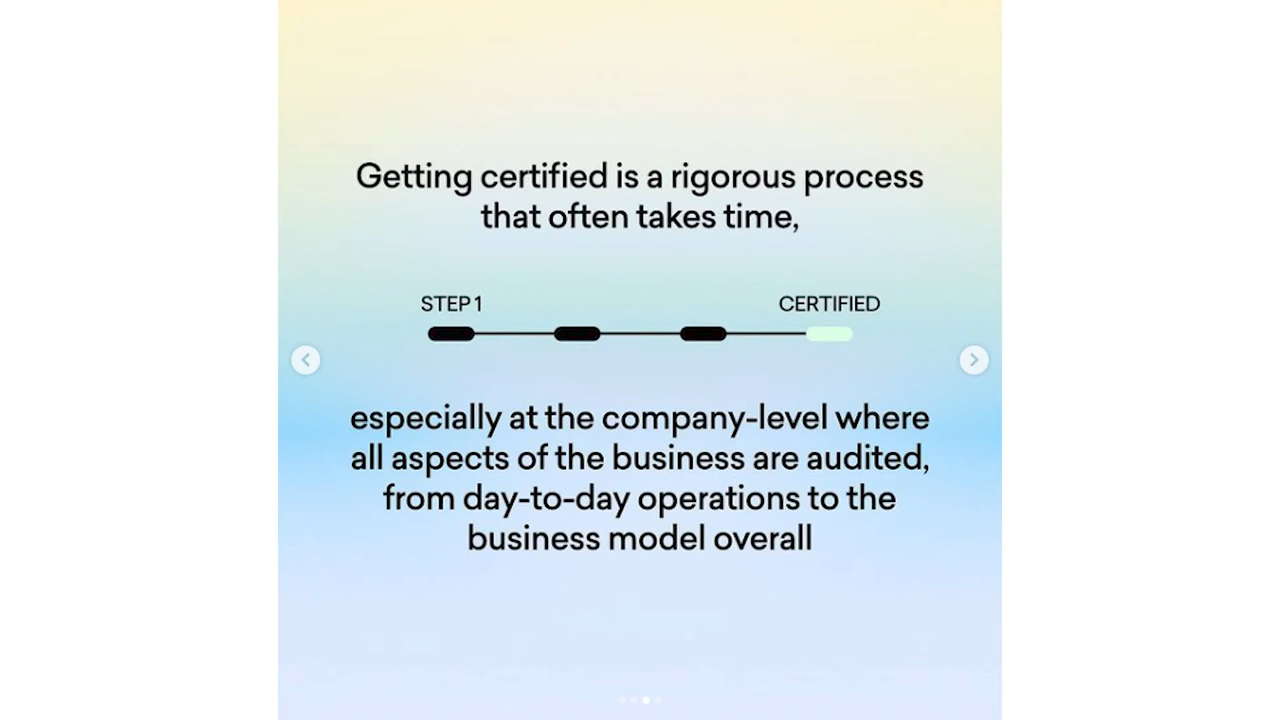 Getting certified is a rigorous process
that often takes time,
STEP 1
CERTIFIED
especially at the company-level where
all aspects of the business are audited,
from day-to-day operations to the
business model overall